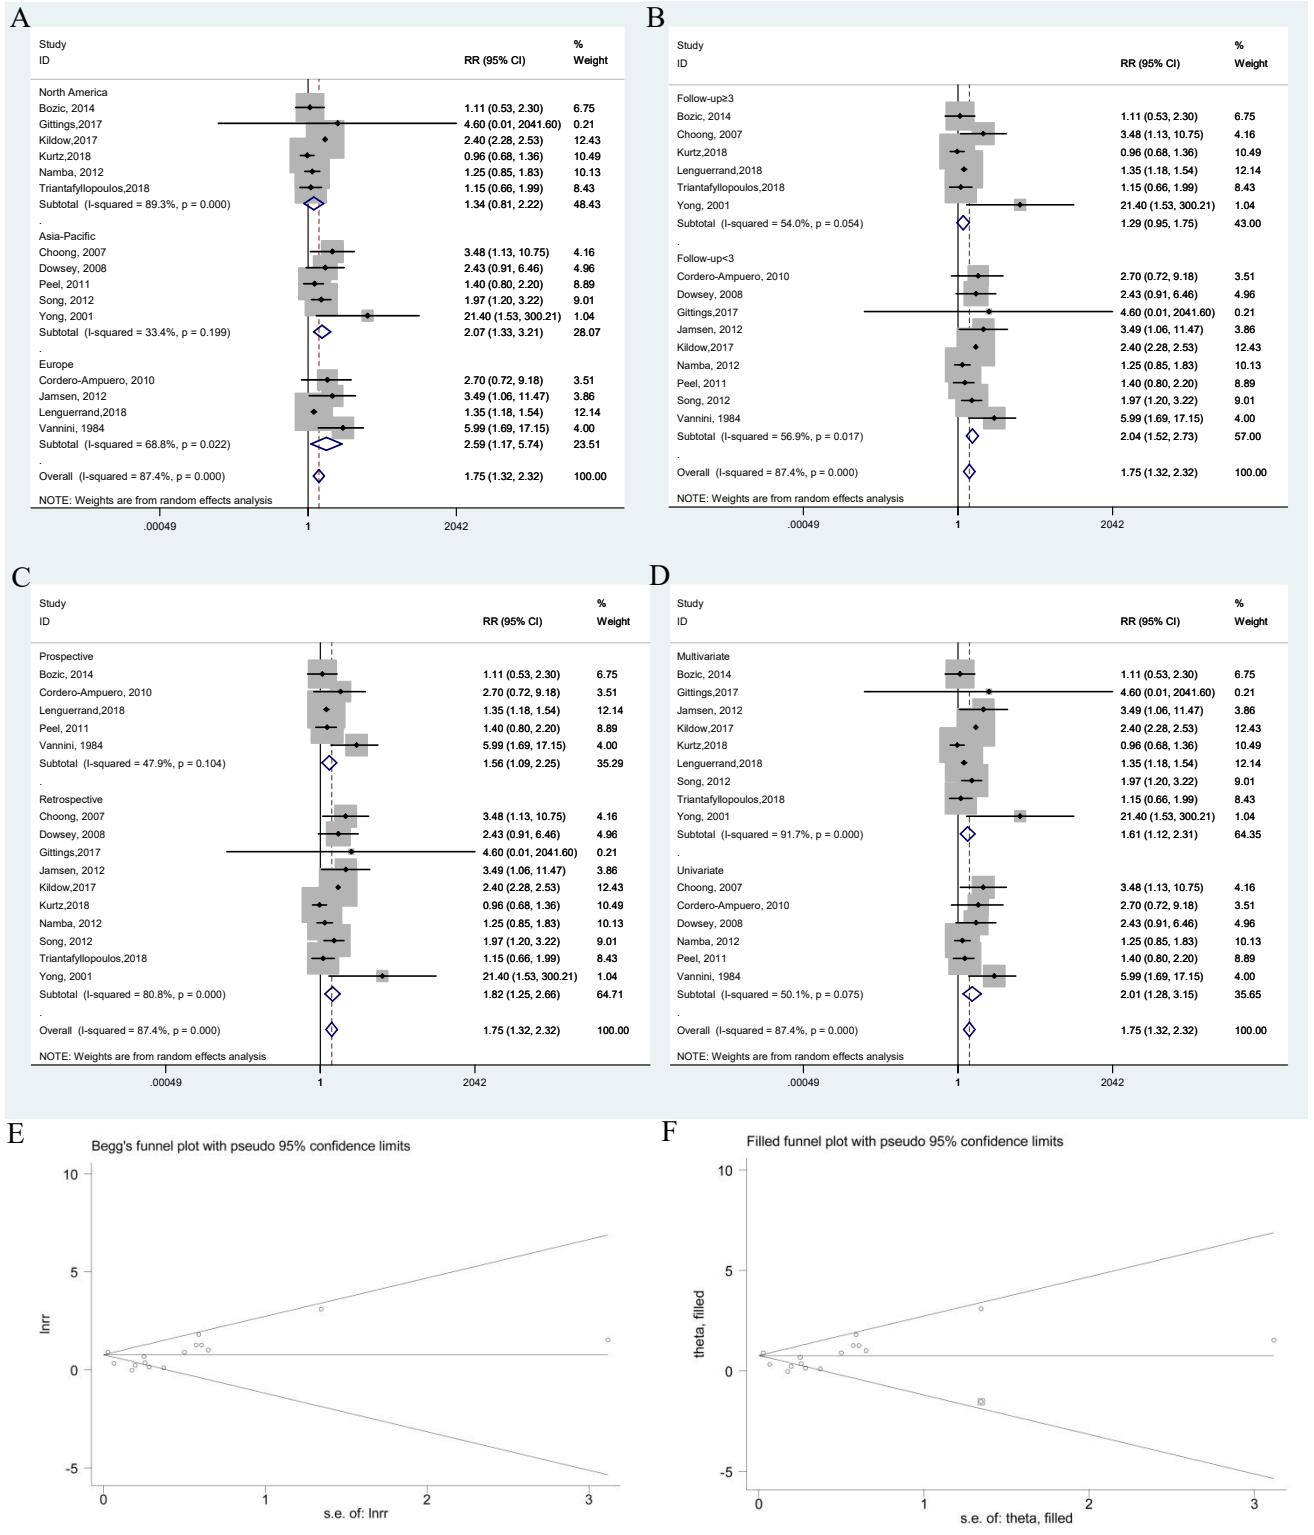 A
Study %
ID RR (95% CI) Weight
North America
Bozic, 2014 1.11 (0.53, 2.30) 6.75
Gittings,2017 4.60 (0.01, 2041.60) 0.21
Kildow,2017 2.40 (2.28, 2.53) 12.43
Kurtz,2018 0.96 (0.68, 1.36) 10.49
Namba, 2012 1.25 (0.85, 1.83) 10.13
Triantafyllopoulos,2018 1.15 (0.66, 1.99) 8.43
Subtotal (I-squared = 89.3%, p = 0.000) 1.34 (0.81, 2.22) 48.43
.
Asia-Pacific
Choong, 2007 3.48 (1.13, 10.75) 4.16
Dowsey, 2008 2.43 (0.91, 6.46) 4.96
Peel, 2011 1.40 (0.80, 2.20) 8.89
Song, 2012 1.97 (1.20, 3.22) 9.01
Yong, 2001 21.40 (1.53, 300.21) 1.04
Subtotal (I-squared = 33.4%, p = 0.199) 2.07 (1.33, 3.21) 28.07
.
Europe
Cordero-Ampuero, 2010 2.70 (0.72, 9.18) 3.51
Jamsen, 2012 3.49 (1.06, 11.47) 3.86
Lenguerrand,2018 1.35 (1.18, 1.54) 12.14
Vannini, 1984 5.99 (1.69, 17.15) 4.00
Subtotal (I-squared = 68.8%, p = 0.022) 2.59 (1.17, 5.74) 23.51
.
Overall (I-squared = 87.4%, p = 0.000) 1.75 (1.32, 2.32) 100.00
NOTE: Weights are from random effects analysis
.00049 1 2042
B
Study %
ID RR (95% CI) Weight
Follow-up≥3
Bozic, 2014 1.11 (0.53, 2.30) 6.75
Choong, 2007 3.48 (1.13, 10.75) 4.16
Kurtz,2018 0.96 (0.68, 1.36) 10.49
Lenguerrand,2018 1.35 (1.18, 1.54) 12.14
Triantafyllopoulos,2018 1.15 (0.66, 1.99) 8.43
Yong, 2001 21.40 (1.53, 300.21) 1.04
Subtotal (I-squared = 54.0%, p = 0.054) 1.29 (0.95, 1.75) 43.00
.
Follow-up<3
Cordero-Ampuero, 2010 2.70 (0.72, 9.18) 3.51
Dowsey, 2008 2.43 (0.91, 6.46) 4.96
Gittings,2017 4.60 (0.01, 2041.60) 0.21
Jamsen, 2012 3.49 (1.06, 11.47) 3.86
Kildow,2017 2.40 (2.28, 2.53) 12.43
Namba, 2012 1.25 (0.85, 1.83) 10.13
Peel, 2011 1.40 (0.80, 2.20) 8.89
Song, 2012 1.97 (1.20, 3.22) 9.01
Vannini, 1984 5.99 (1.69, 17.15) 4.00
Subtotal (I-squared = 56.9%, p = 0.017) 2.04 (1.52, 2.73) 57.00
.
Overall (I-squared = 87.4%, p = 0.000) 1.75 (1.32, 2.32) 100.00
NOTE: Weights are from random effects analysis
.00049 1 2042
C
Study %
ID RR (95% CI) Weight
Prospective
Bozic, 2014 1.11 (0.53, 2.30) 6.75
Cordero-Ampuero, 2010 2.70 (0.72, 9.18) 3.51
Lenguerrand,2018 1.35 (1.18, 1.54) 12.14
Peel, 2011 1.40 (0.80, 2.20) 8.89
Vannini, 1984 5.99 (1.69, 17.15) 4.00
Subtotal (I-squared = 47.9%, p = 0.104) 1.56 (1.09, 2.25) 35.29
.
Retrospective
Choong, 2007 3.48 (1.13, 10.75) 4.16
Dowsey, 2008 2.43 (0.91, 6.46) 4.96
Gittings,2017 4.60 (0.01, 2041.60) 0.21
Jamsen, 2012 3.49 (1.06, 11.47) 3.86
Kildow,2017 2.40 (2.28, 2.53) 12.43
Kurtz,2018 0.96 (0.68, 1.36) 10.49
Namba, 2012 1.25 (0.85, 1.83) 10.13
Song, 2012 1.97 (1.20, 3.22) 9.01
Triantafyllopoulos,2018 1.15 (0.66, 1.99) 8.43
Yong, 2001 21.40 (1.53, 300.21) 1.04
Subtotal (I-squared = 80.8%, p = 0.000) 1.82 (1.25, 2.66) 64.71
.
Overall (I-squared = 87.4%, p = 0.000) 1.75 (1.32, 2.32) 100.00
NOTE: Weights are from random effects analysis
.00049 1 2042
D
Study %
ID RR (95% CI) Weight
Multivariate
Bozic, 2014 1.11 (0.53, 2.30) 6.75
Gittings,2017 4.60 (0.01, 2041.60) 0.21
Jamsen, 2012 3.49 (1.06, 11.47) 3.86
Kildow,2017 2.40 (2.28, 2.53) 12.43
Kurtz,2018 0.96 (0.68, 1.36) 10.49
Lenguerrand,2018 1.35 (1.18, 1.54) 12.14
Song, 2012 1.97 (1.20, 3.22) 9.01
Triantafyllopoulos,2018 1.15 (0.66, 1.99) 8.43
Yong, 2001 21.40 (1.53, 300.21) 1.04
Subtotal (I-squared = 91.7%, p = 0.000) 1.61 (1.12, 2.31) 64.35
.
Univariate
Choong, 2007 3.48 (1.13, 10.75) 4.16
Cordero-Ampuero, 2010 2.70 (0.72, 9.18) 3.51
Dowsey, 2008 2.43 (0.91, 6.46) 4.96
Namba, 2012 1.25 (0.85, 1.83) 10.13
Peel, 2011 1.40 (0.80, 2.20) 8.89
Vannini, 1984 5.99 (1.69, 17.15) 4.00
Subtotal (I-squared = 50.1%, p = 0.075) 2.01 (1.28, 3.15) 35.65
.
Overall (I-squared = 87.4%, p = 0.000) 1.75 (1.32, 2.32) 100.00
NOTE: Weights are from random effects analysis
.00049 1 2042
E
Begg's funnel plot with pseudo 95% confidence limits
10
5
lnrr
0
-5
0 1 2 3
s.e. of: lnrr
F
Filled funnel plot with pseudo 95% confidence limits
10
5
theta, filled
0
-5
0 1 2 3
s.e. of: theta, filled